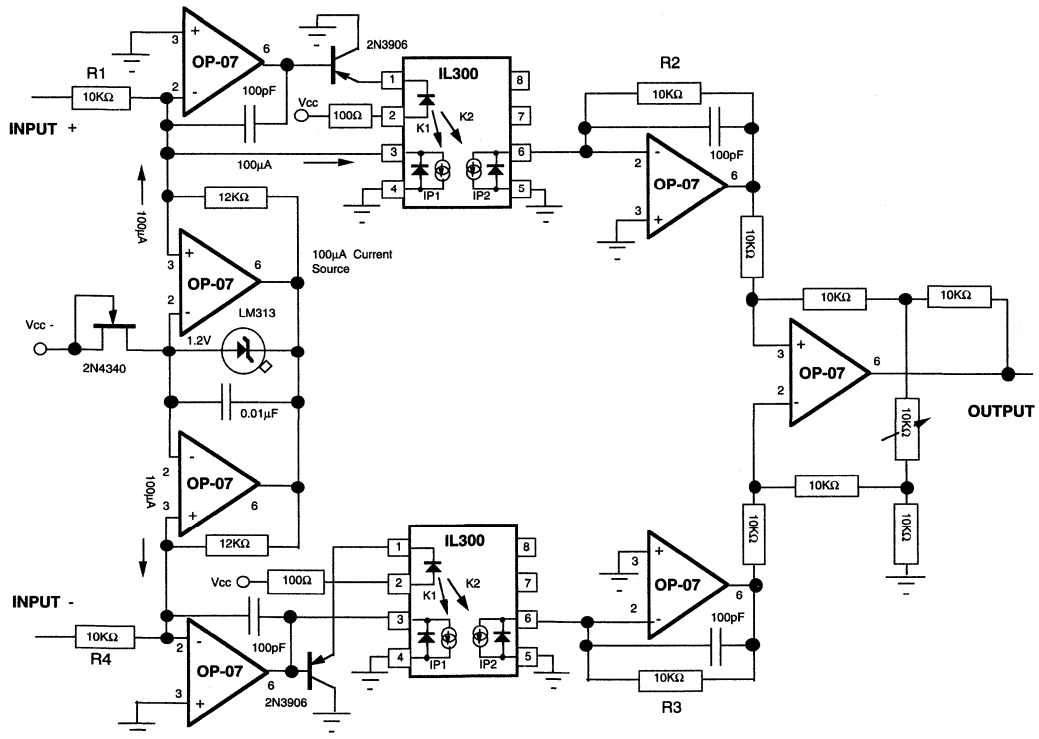 3
+
6
OP-07
2
-
2N3906
R1
10KΩ
100pF
INPUT +
Vcc
100Ω
IL300
1
2
3
4
8
7
6
5
K1
K2
IP1
IP2
100µA
R2
10KΩ
100pF
-
2
OP-07
6
3
+
100µA
12KΩ
100µA Current
Source
+
3
6
OP-07
2
-
LM313
1.2V
Vcc -
2N4340
0.01µF
10KΩ
10KΩ
10KΩ
+
3
6
OP-07
2
-
OUTPUT
10KΩ
10KΩ
10KΩ
10KΩ
-
2
OP-07
100µA
3
6
+
12KΩ
INPUT -
Vcc
100Ω
IL300
1
2
3
4
8
7
6
5
K1
K2
IP1
IP2
10KΩ
R4
100pF
-
2
OP-07
6
2N3906
3
+
+
3
OP-07
6
2
-
100pF
10KΩ
R3